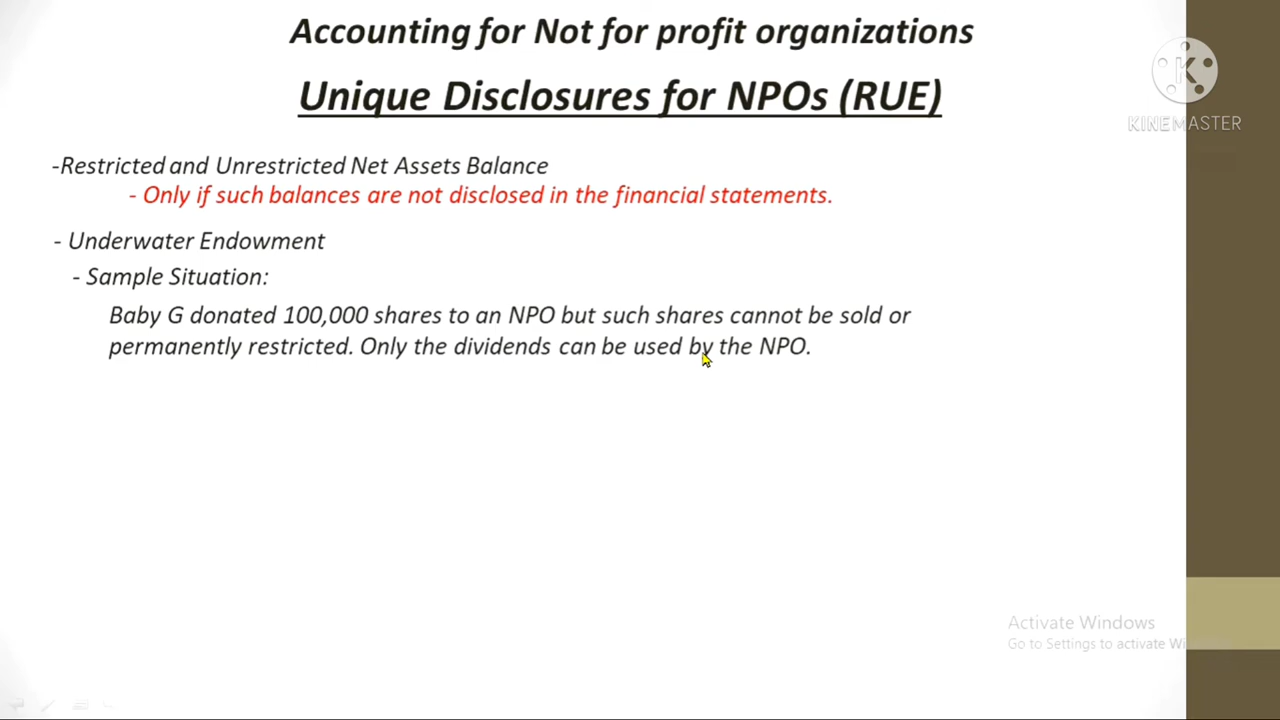 Accounting for Not for profit organizations
Unique Disclosures for NPOs (RUE)
K
KINEMASTER
-Restricted and Unrestricted Net Assets Balance
- Only if such balances are not disclosed in the financial statements.
- Underwater Endowment
- Sample Situation:
Baby G donated 100,000 shares to an NPO but such shares cannot be sold or
permanently restricted. Only the dividends can be used by the NPO.
Activate Windows
Go to Settings to activate